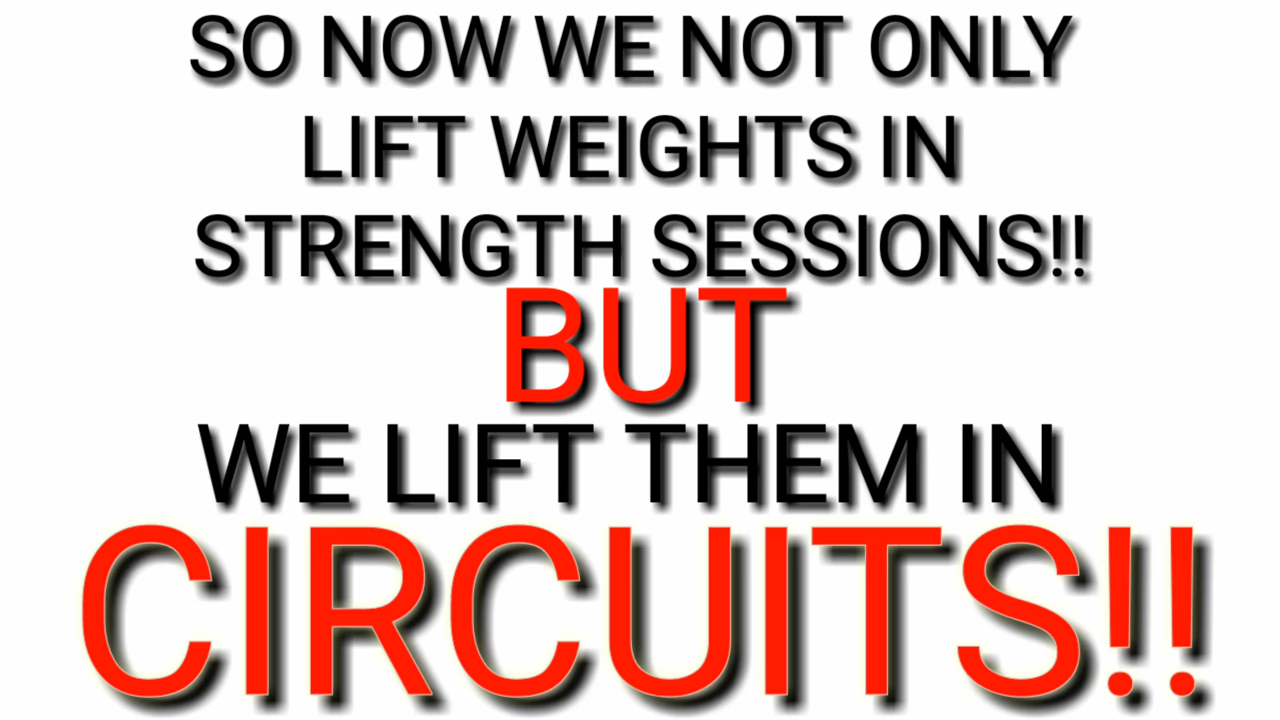 SO NOW WE NOT ONLY
LIFT WEIGHTS IN
STRENGTH SESSIONS!!
BUT
WE LIFT THEM IN
CIRCUITS!!